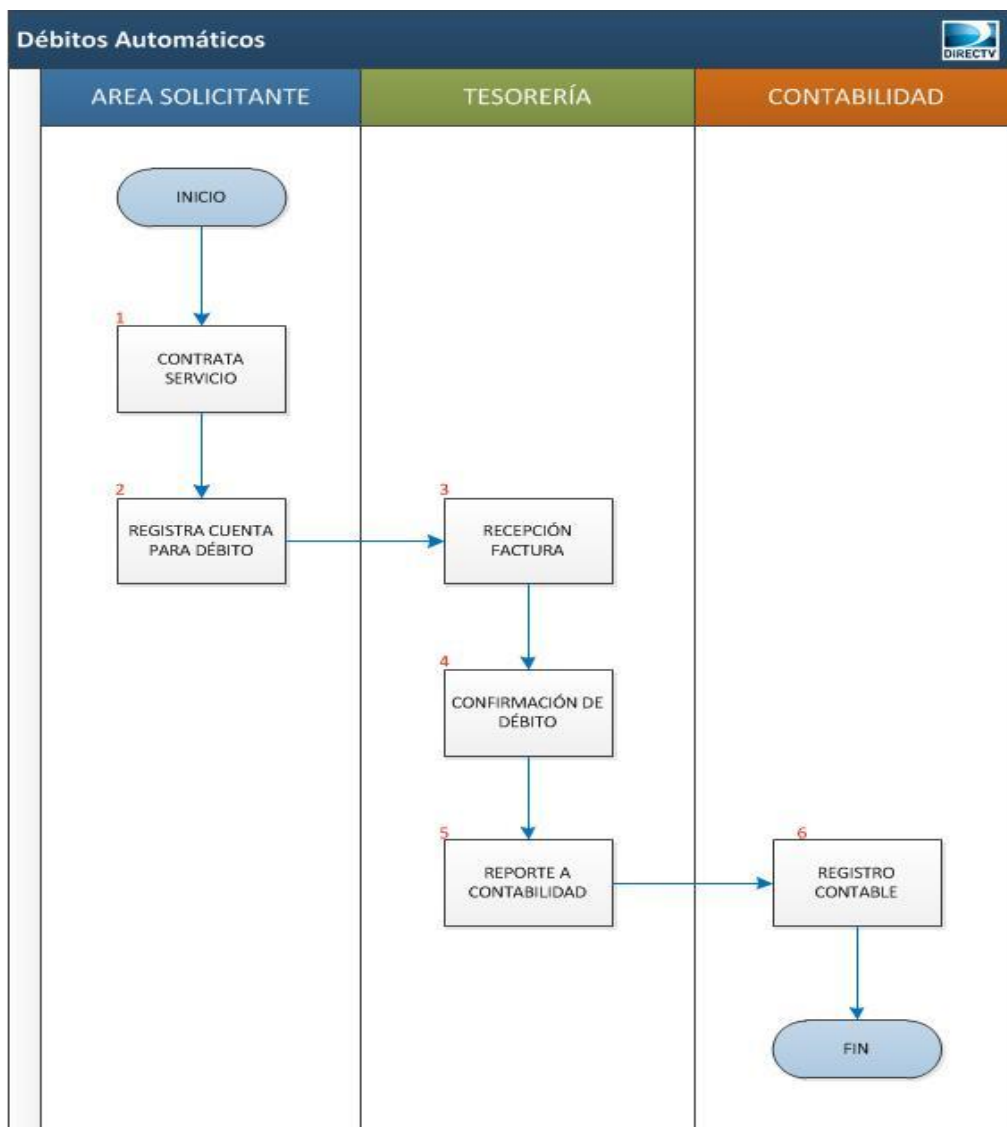 Débitos Automáticos
DIRECTV
AREA SOLICITANTE
TESORERÍA
CONTABILIDAD
INICIO
1
CONTRATA
SERVICIO
2
REGISTRA CUENTA
PARA DÉBITO
3
RECEPCIÓN
FACTURA
4
CONFIRMACIÓN DE
DÉBITO
5
REPORTE A
CONTABILIDAD
6
REGISTRO
CONTABLE
FIN